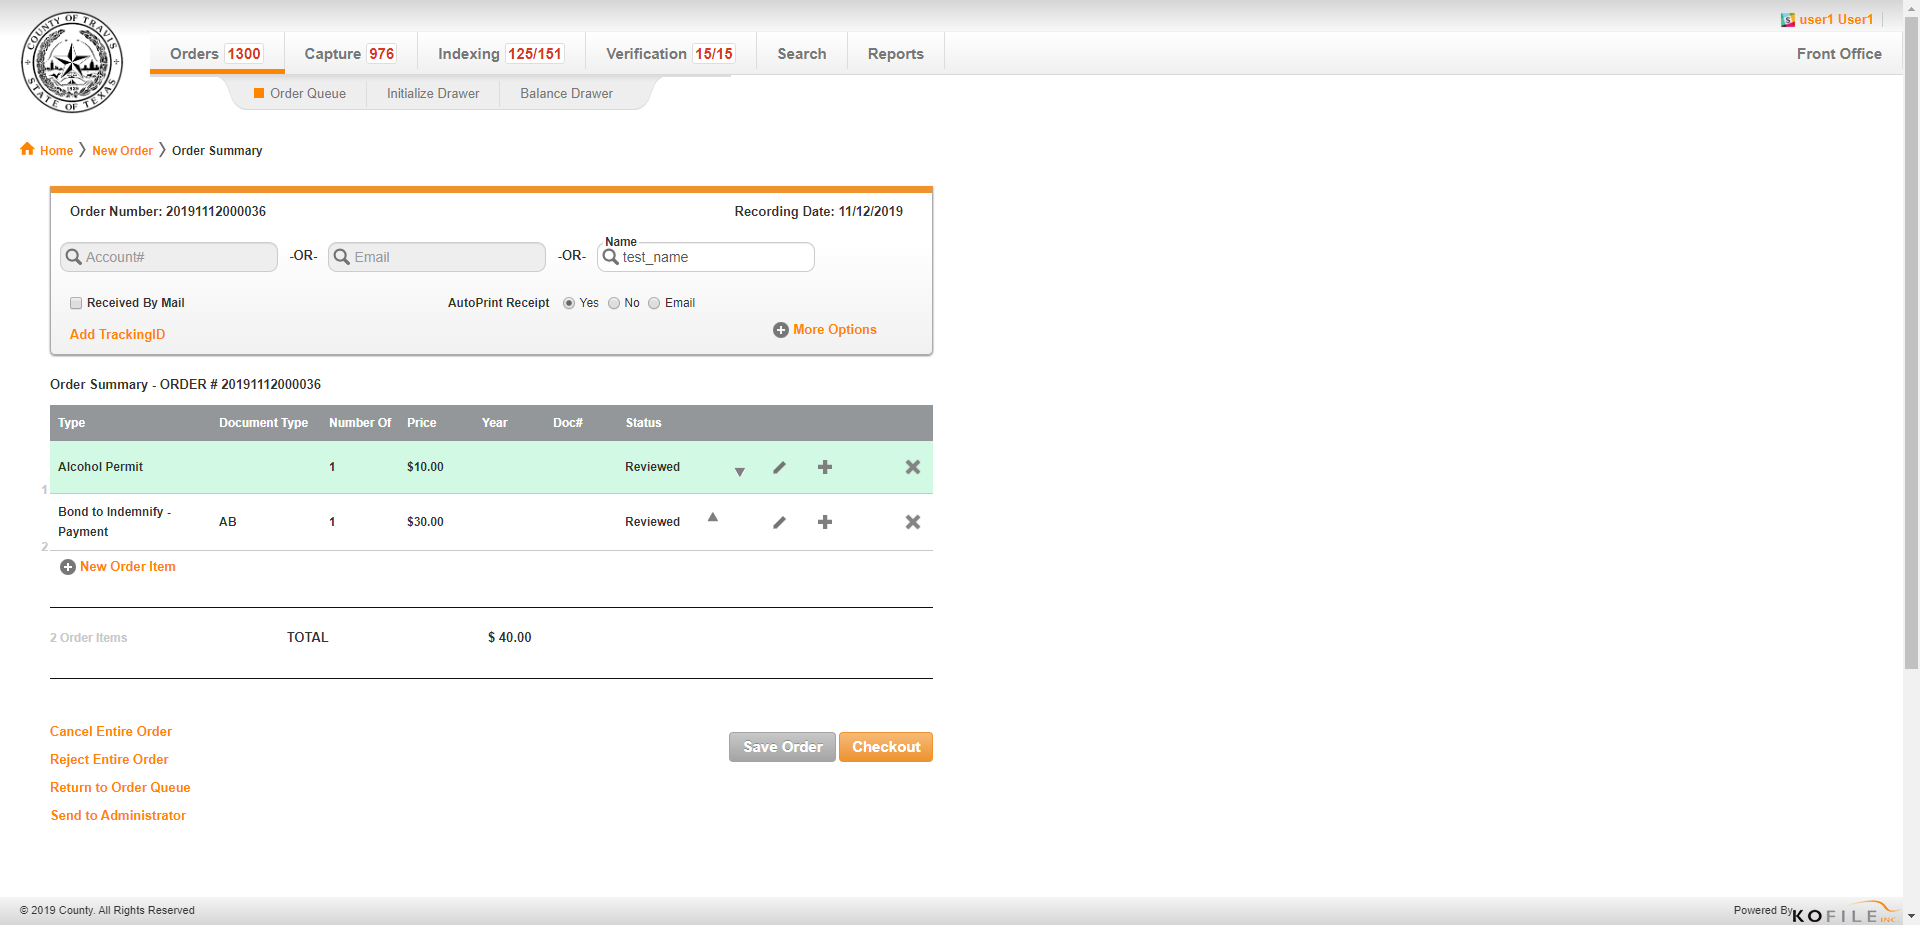 COUNTY OF TRAVIS
STATE OF TEXAS
user1 User1
Orders 1300 Capture 976 Indexing 125/151 Verification 15/15 Search Reports Front Office
Order Queue Initialize Drawer Balance Drawer
Home New Order Order Summary
Order Number: 20191112000036 Recording Date: 11/12/2019
Name
Account# -OR- Email -OR- test_name
Received By Mail AutoPrint Receipt Yes No Email
Add TrackingID More Options
Order Summary - ORDER # 20191112000036
Type Document Type Number Of Price Year Doc# Status
Alcohol Permit 1 $10.00 Reviewed
1
Bond to Indemnify -
Payment AB 1 $30.00 Reviewed
2
New Order Item
2 Order Items TOTAL $ 40.00
Cancel Entire Order
Save Order Checkout
Reject Entire Order
Return to Order Queue
Send to Administrator
© 2019 County. All Rights Reserved Powered By KOFILE INC.